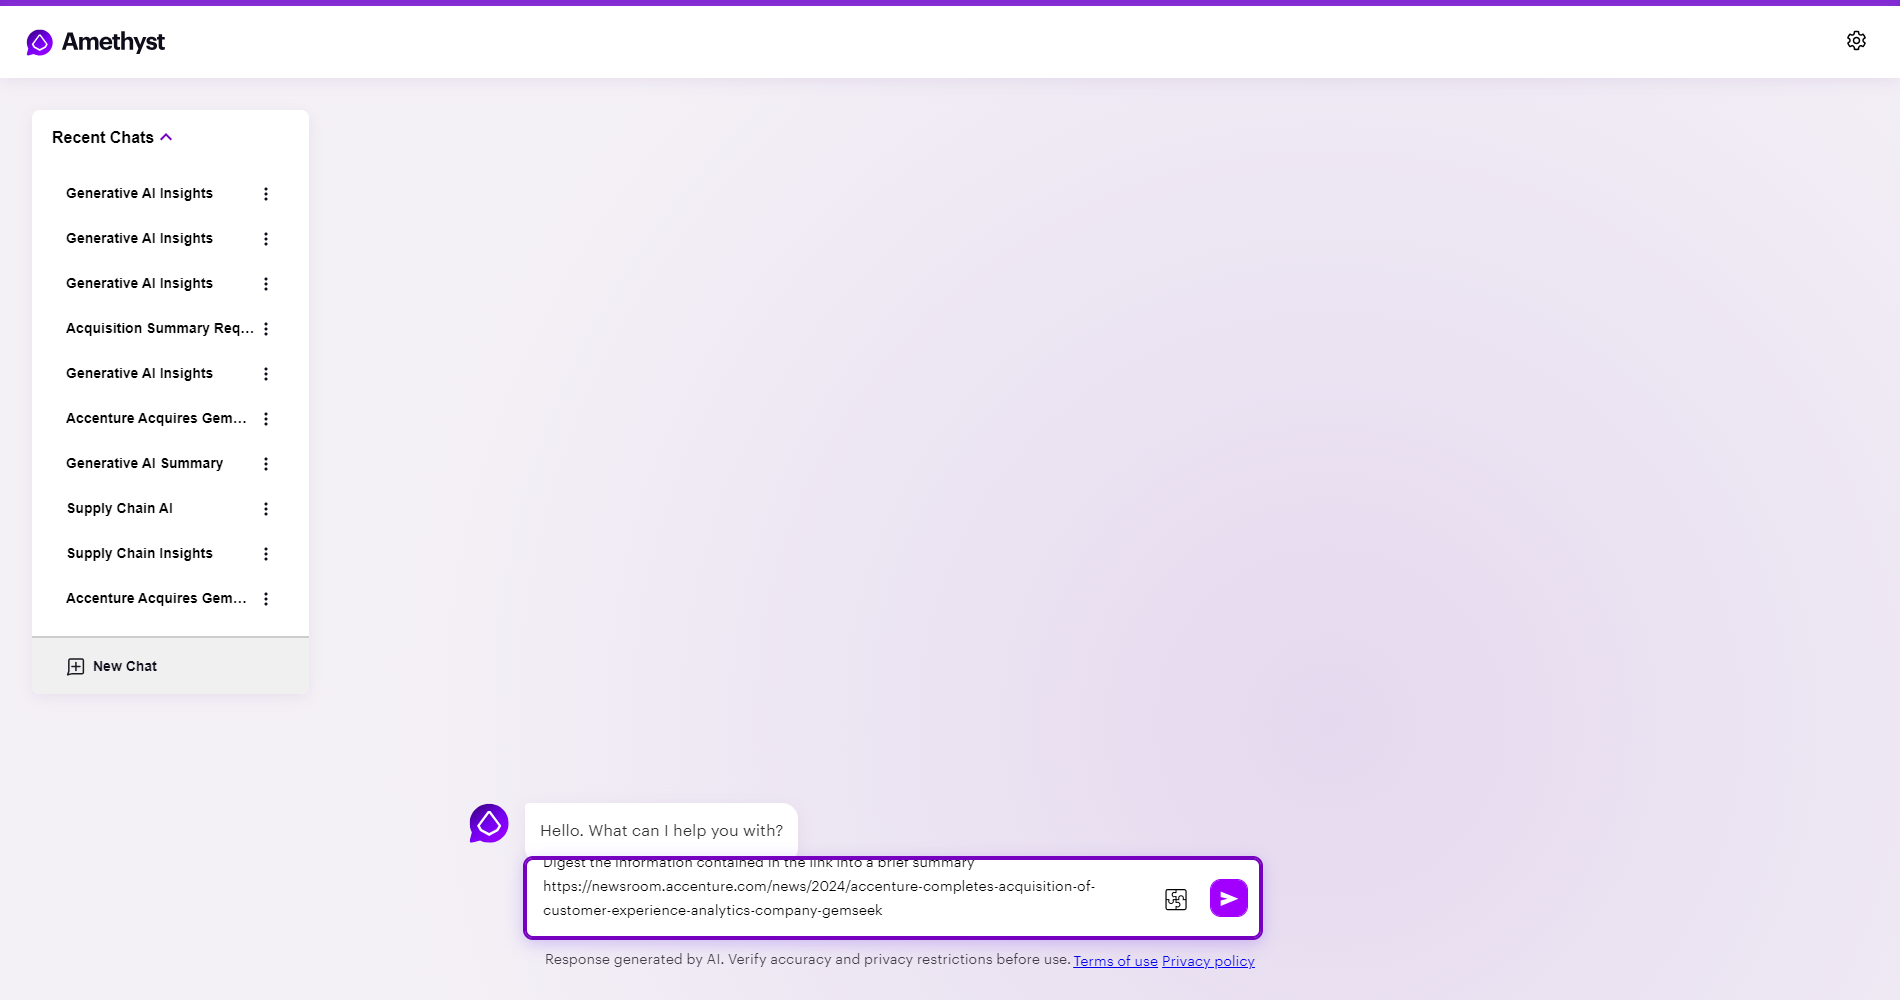 Amethyst
Recent Chats
Generative AI Insights
Generative AI Insights
Generative AI Insights
Acquisition Summary Req...
Generative AI Insights
Accenture Acquires Gem...
Generative AI Summary
Supply Chain AI
Supply Chain Insights
Accenture Acquires Gem...
New Chat
Hello. What can I help you with?
Digest the information contained in the link into a brief summary
https://newsroom.accenture.com/news/2024/accenture-completes-acquisition-of-
customer-experience-analytics-company-gemseek
Response generated by AI. Verify accuracy and privacy restrictions before use. Terms of use Privacy policy